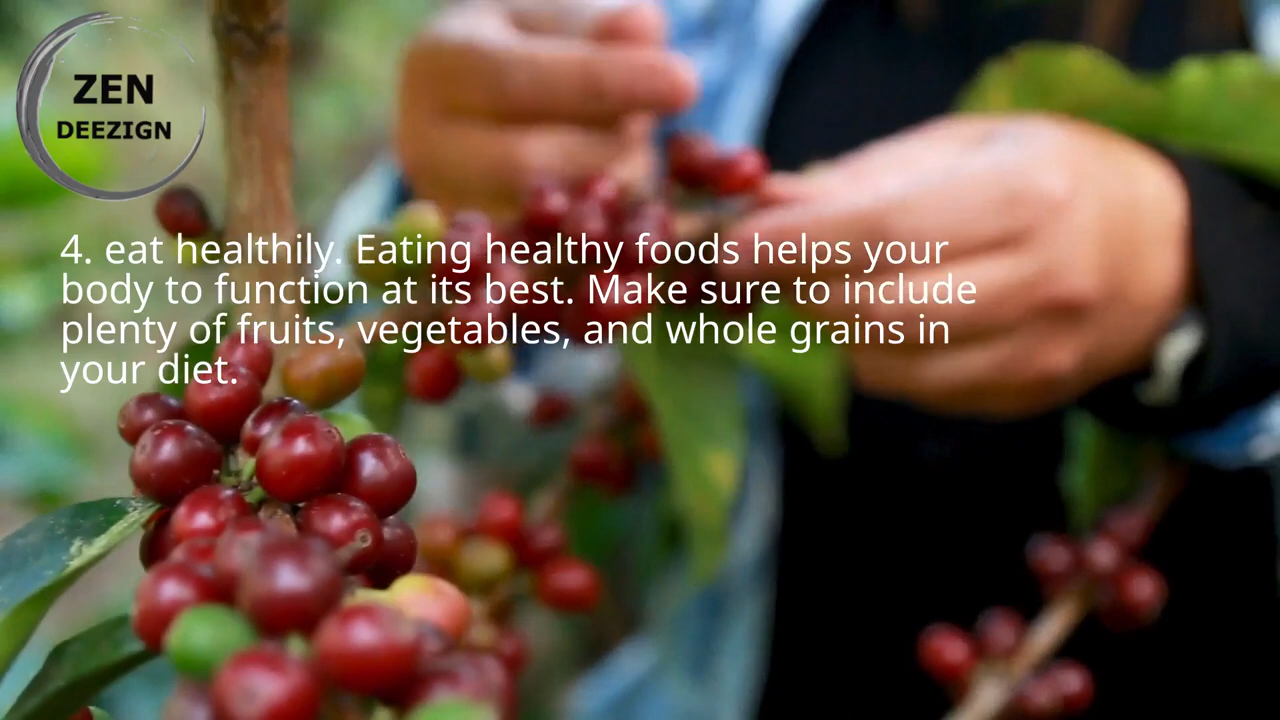 ZEN
DEEZIGN
4. eat healthily. Eating healthy foods helps your
body to function at its best. Make sure to include
plenty of fruits, vegetables, and whole grains in
your diet.